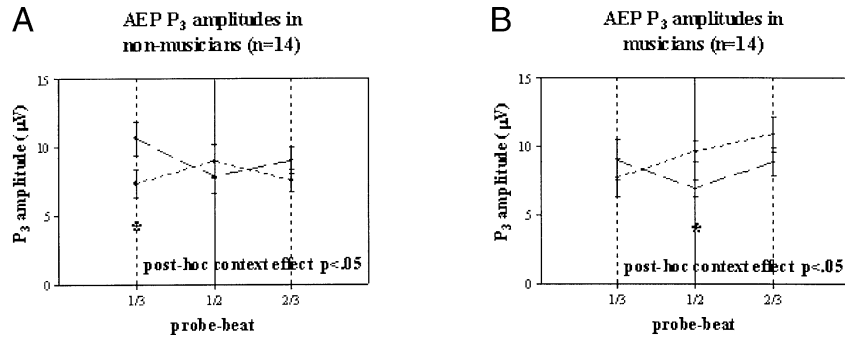 A
AEP P3 amplitudes in
non-musicians (n=14)
15
10
5
0
P3 amplitude ( µV)
*
post-hoc context effect p<.05
1/3 1/2 2/3
probe-beat
B
AEP P3 amplitudes in
musicians (n=14)
15
10
5
0
P3 amplitude ( µV)
*
post-hoc context effect p<.05
1/3 1/2 2/3
probe-beat